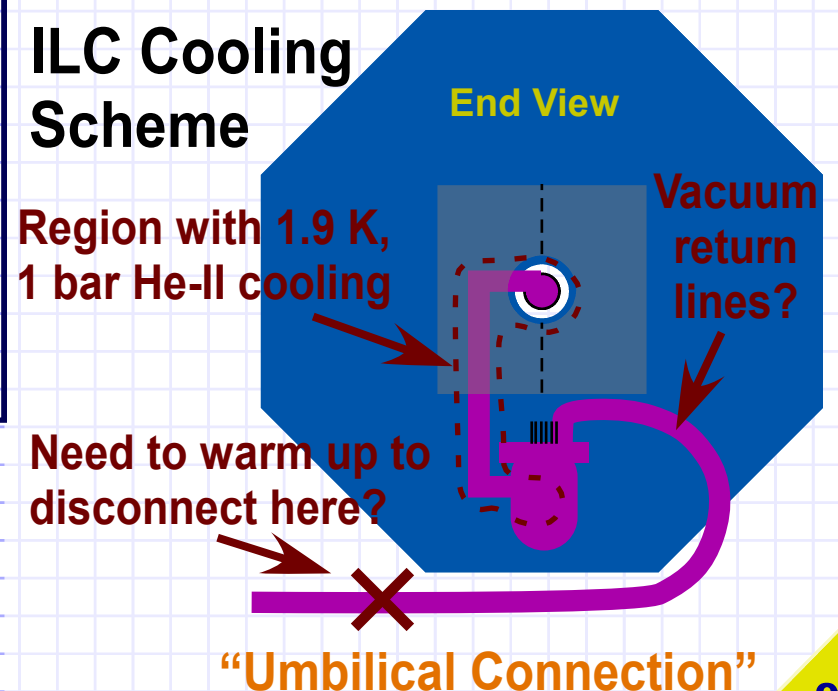 ILC Cooling
Scheme
End View
Region with 1.9 K,
1 bar He-II cooling
Vacuum
return
lines?
Need to warm up to
disconnect here?
“Umbilical Connection”